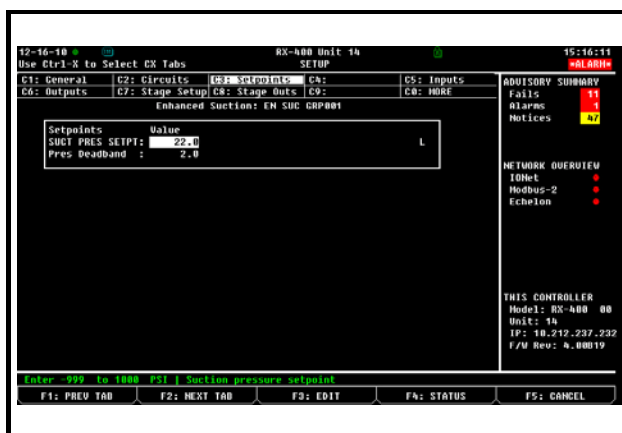 12-16-10 RX-400 Unit 14 15:16:11
Use Ctrl-X to Select CX Tabs SETUP *ALARM*
C1: General C2: Circuits C3: Setpoints C4: C5: Inputs
C6: Outputs C7: Stage Setup C8: Stage Outs C9: C0: MORE
Enhanced Suction: EN SUC GRP001
Setpoints Value
SUCT PRES SETPT: 22.0 L
Pres Deadband : 2.0
ADVISORY SUMMARY
Fails 11
Alarms 1
Notices 47
NETWORK OVERVIEW
IONet
Modbus-2
Echelon
THIS CONTROLLER
Model: RX-400 00
Unit: 14
IP: 10.212.237.232
F/W Rev: 4.00B19
Enter -999 to 1000 PSI | Suction pressure setpoint
F1: PREV TAB F2: NEXT TAB F3: EDIT F4: STATUS F5: CANCEL